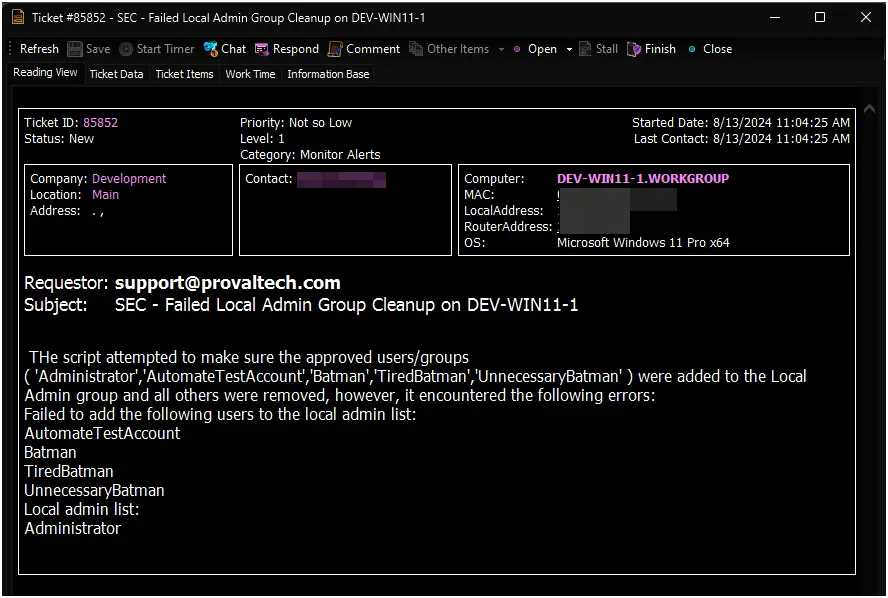 Ticket #85852 - SEC - Failed Local Admin Group Cleanup on DEV-WIN11-1
Refresh Save Start Timer Chat Respond Comment Other Items Open Stall Finish Close
Reading View Ticket Data Ticket Items Work Time Information Base
Ticket ID: 85852
Status: New
Priority: Not so Low
Level: 1
Category: Monitor Alerts
Started Date: 8/13/2024 11:04:25 AM
Last Contact: 8/13/2024 11:04:25 AM
Company: Development
Location: Main
Address: . ,
Contact:
Computer: DEV-WIN11-1.WORKGROUP
MAC:
LocalAddress:
RouterAddress:
OS: Microsoft Windows 11 Pro x64
Requestor: support@provaltech.com
Subject: SEC - Failed Local Admin Group Cleanup on DEV-WIN11-1
THe script attempted to make sure the approved users/groups
( 'Administrator','AutomateTestAccount','Batman','TiredBatman','UnnecessaryBatman' ) were added to the Local
Admin group and all others were removed, however, it encountered the following errors:
Failed to add the following users to the local admin list:
AutomateTestAccount
Batman
TiredBatman
UnnecessaryBatman
Local admin list:
Administrator